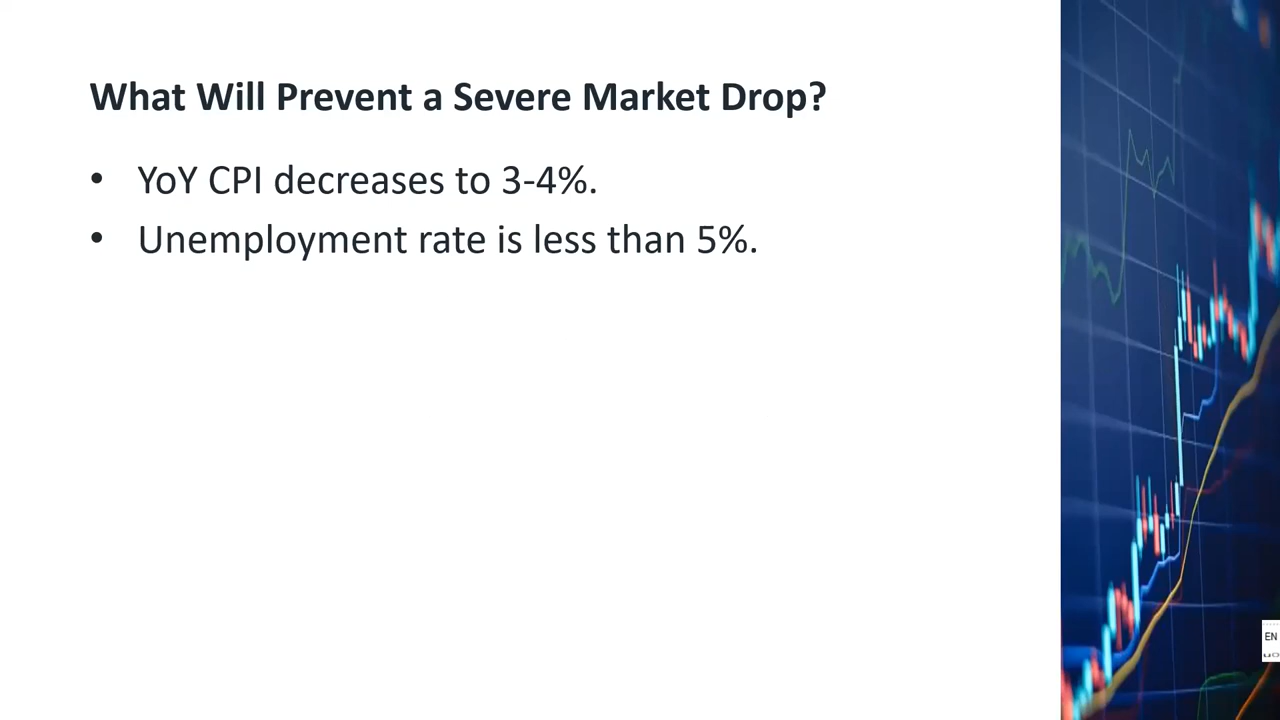 What Will Prevent a Severe Market Drop?
• YoY CPI decreases to 3-4%.
• Unemployment rate is less than 5%.
EN